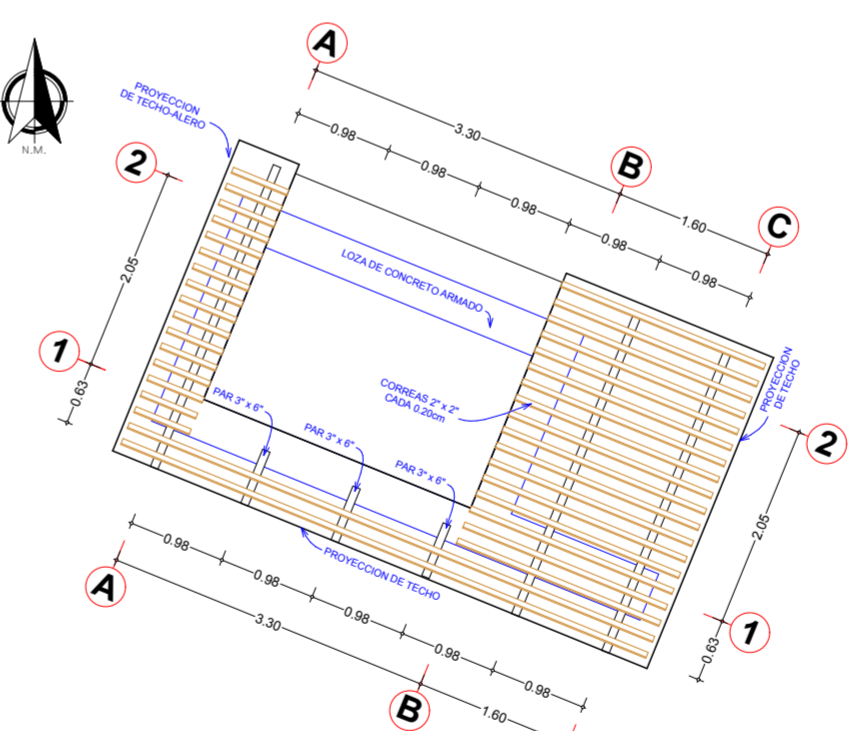 A
PROYECCION
DE TECHO-ALERO
3.30
0.98
0.98
0.98
0.98
0.98
B
1.60
C
N.M.
2
2.05
1
0.63
LOZA DE CONCRETO ARMADO
CORREAS 2" x 2"
CADA 0.20cm
PROYECCION
DE TECHO
PAR 3" x 6"
PAR 3" x 6"
PAR 3" x 6"
2
2.05
1
0.63
PROYECCION DE TECHO
0.98
0.98
0.98
0.98
0.98
A
3.30
B
1.60